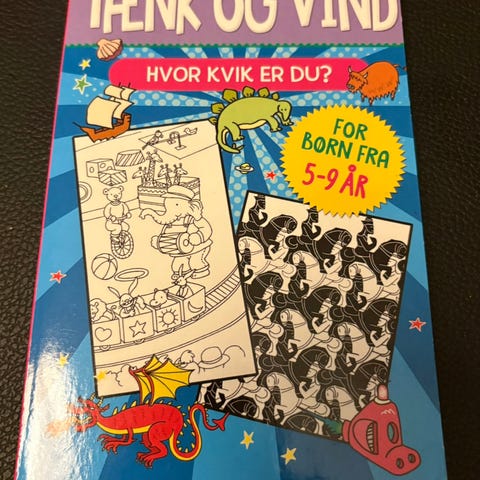 TÆNK OG VIND
HVOR KVIK ER DU?
FOR
BØRN FRA
5-9 ÅR